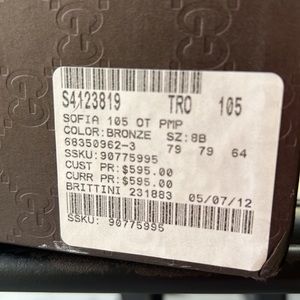 S4123819 TRO 105
SOFIA 105 OT PMP
COLOR:BRONZE SZ:8B
68350962-3 79 79 64
SSKU: 90775995
CUST PR:$595.00
CURR PR:$595.00
BRITTINI 231883 05/07/12
SSKU: 90775995